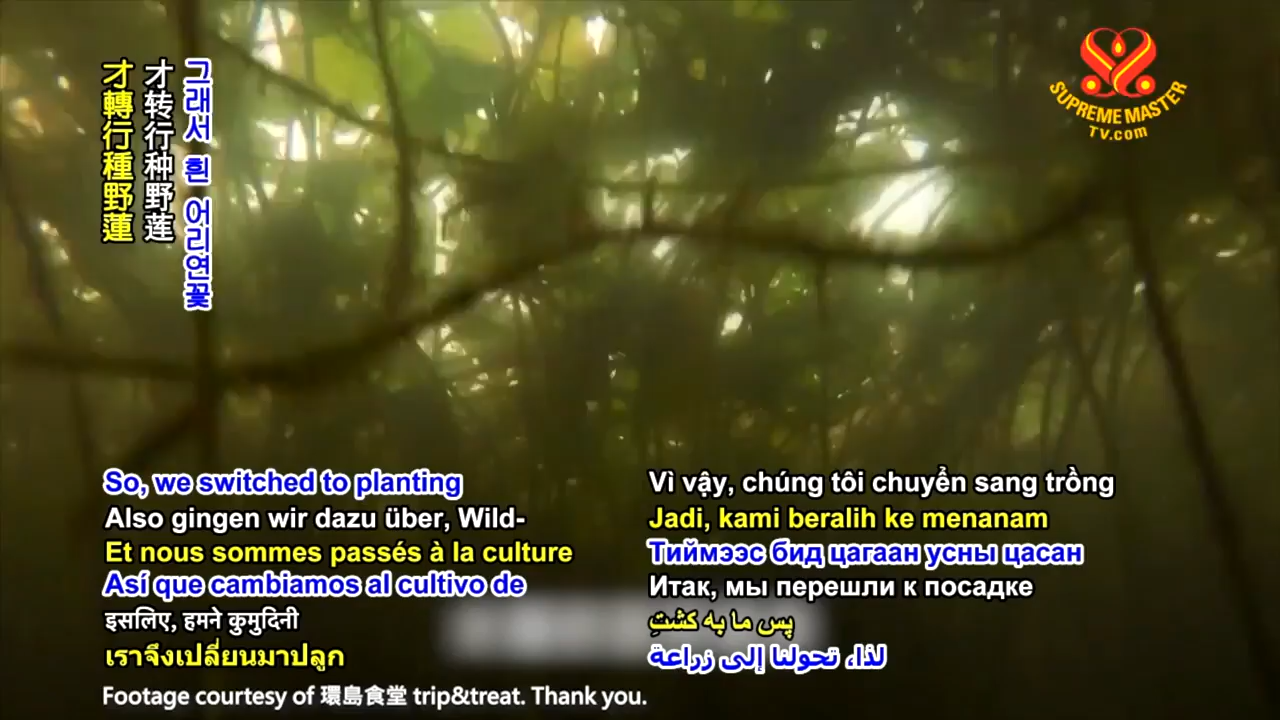 才轉行種野蓮
才转行种野莲
그래서 흰 어리연꽃
SUPREME MASTER
TV.com
So, we switched to planting
Also gingen wir dazu über, Wild-
Et nous sommes passés à la culture
Así que cambiamos al cultivo de
इसलिए, हमने कुमुदिनी
เราจึงเปลี่ยนมาปลูก
Vì vậy, chúng tôi chuyển sang trồng
Jadi, kami beralih ke menanam
Тиймээс бид цагаан усны цасан
Итак, мы перешли к посадке
پس ما به کشتِ
لذا، تحولنا إلى زراعة
Footage courtesy of 環島食堂 trip&treat. Thank you.